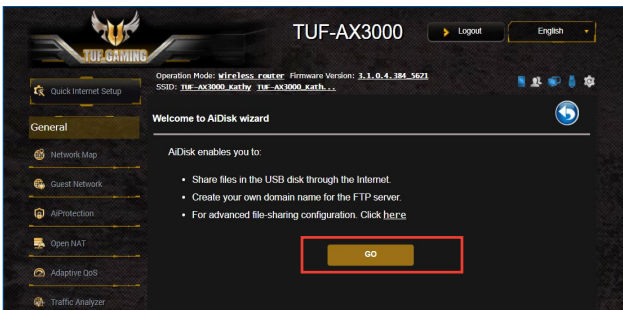 TUF GAMING
TUF-AX3000
Logout
English
Quick Internet Setup
Operation Mode: Wireless router Firmware Version: 3.1.0.4.384_5621
SSID: TUF-AX3000_Kathy TUF-AX3000_Kath...
General
Network Map
Guest Network
AiProtection
Open NAT
Adaptive QoS
Traffic Analyzer
Welcome to AiDisk wizard
AiDisk enables you to:
• Share files in the USB disk through the Internet.
• Create your own domain name for the FTP server.
• For advanced file-sharing configuration. Click here
GO